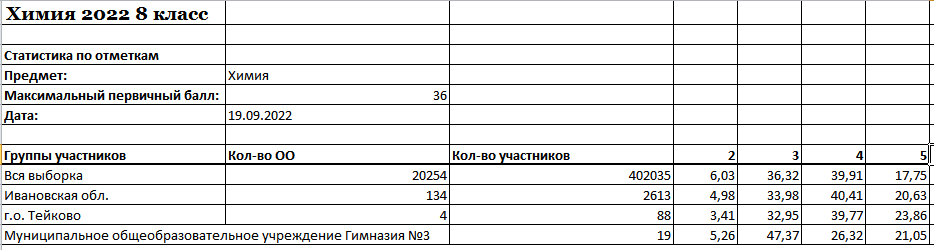 Химия 2022 8 класс
Статистика по отметкам
Предмет: Химия
Максимальный первичный балл: 36
Дата: 19.09.2022
Группы участников Кол-во ОО Кол-во участников 2 3 4 5
Вся выборка 20254 402035 6,03 36,32 39,91 17,75
Ивановская обл. 134 2613 4,98 33,98 40,41 20,63
г.о. Тейково 4 88 3,41 32,95 39,77 23,86
Муниципальное общеобразовательное учреждение Гимназия №3 19 5,26 47,37 26,32 21,05